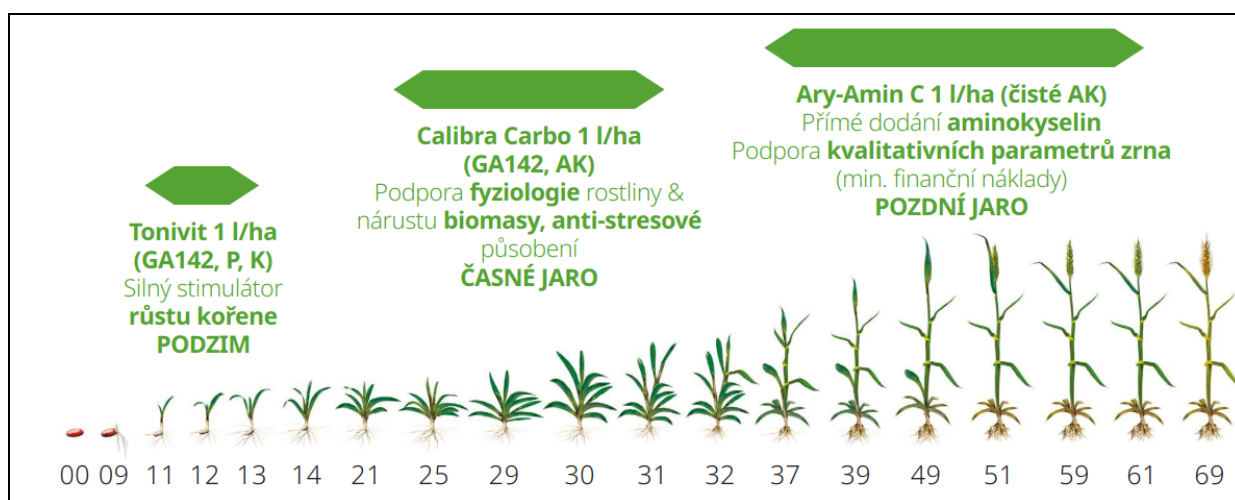 Tonivit 1 l/ha
(GA142, P, K)
Silný stimulátor
růstu kořene
PODZIM
Calibra Carbo 1 l/ha
(GA142, AK)
Podpora fyziologie rostliny &
nárustu biomasy, anti-stresové
působení
ČASNÉ JARO
Ary-Amin C 1 l/ha (čisté AK)
Přímé dodání aminokyselin
Podpora kvalitativních parametrů zrna
(min. finanční náklady)
POZDNÍ JARO
00 09 11 12 13 14 21 25 29 30 31 32 37 39 49 51 59 61 69